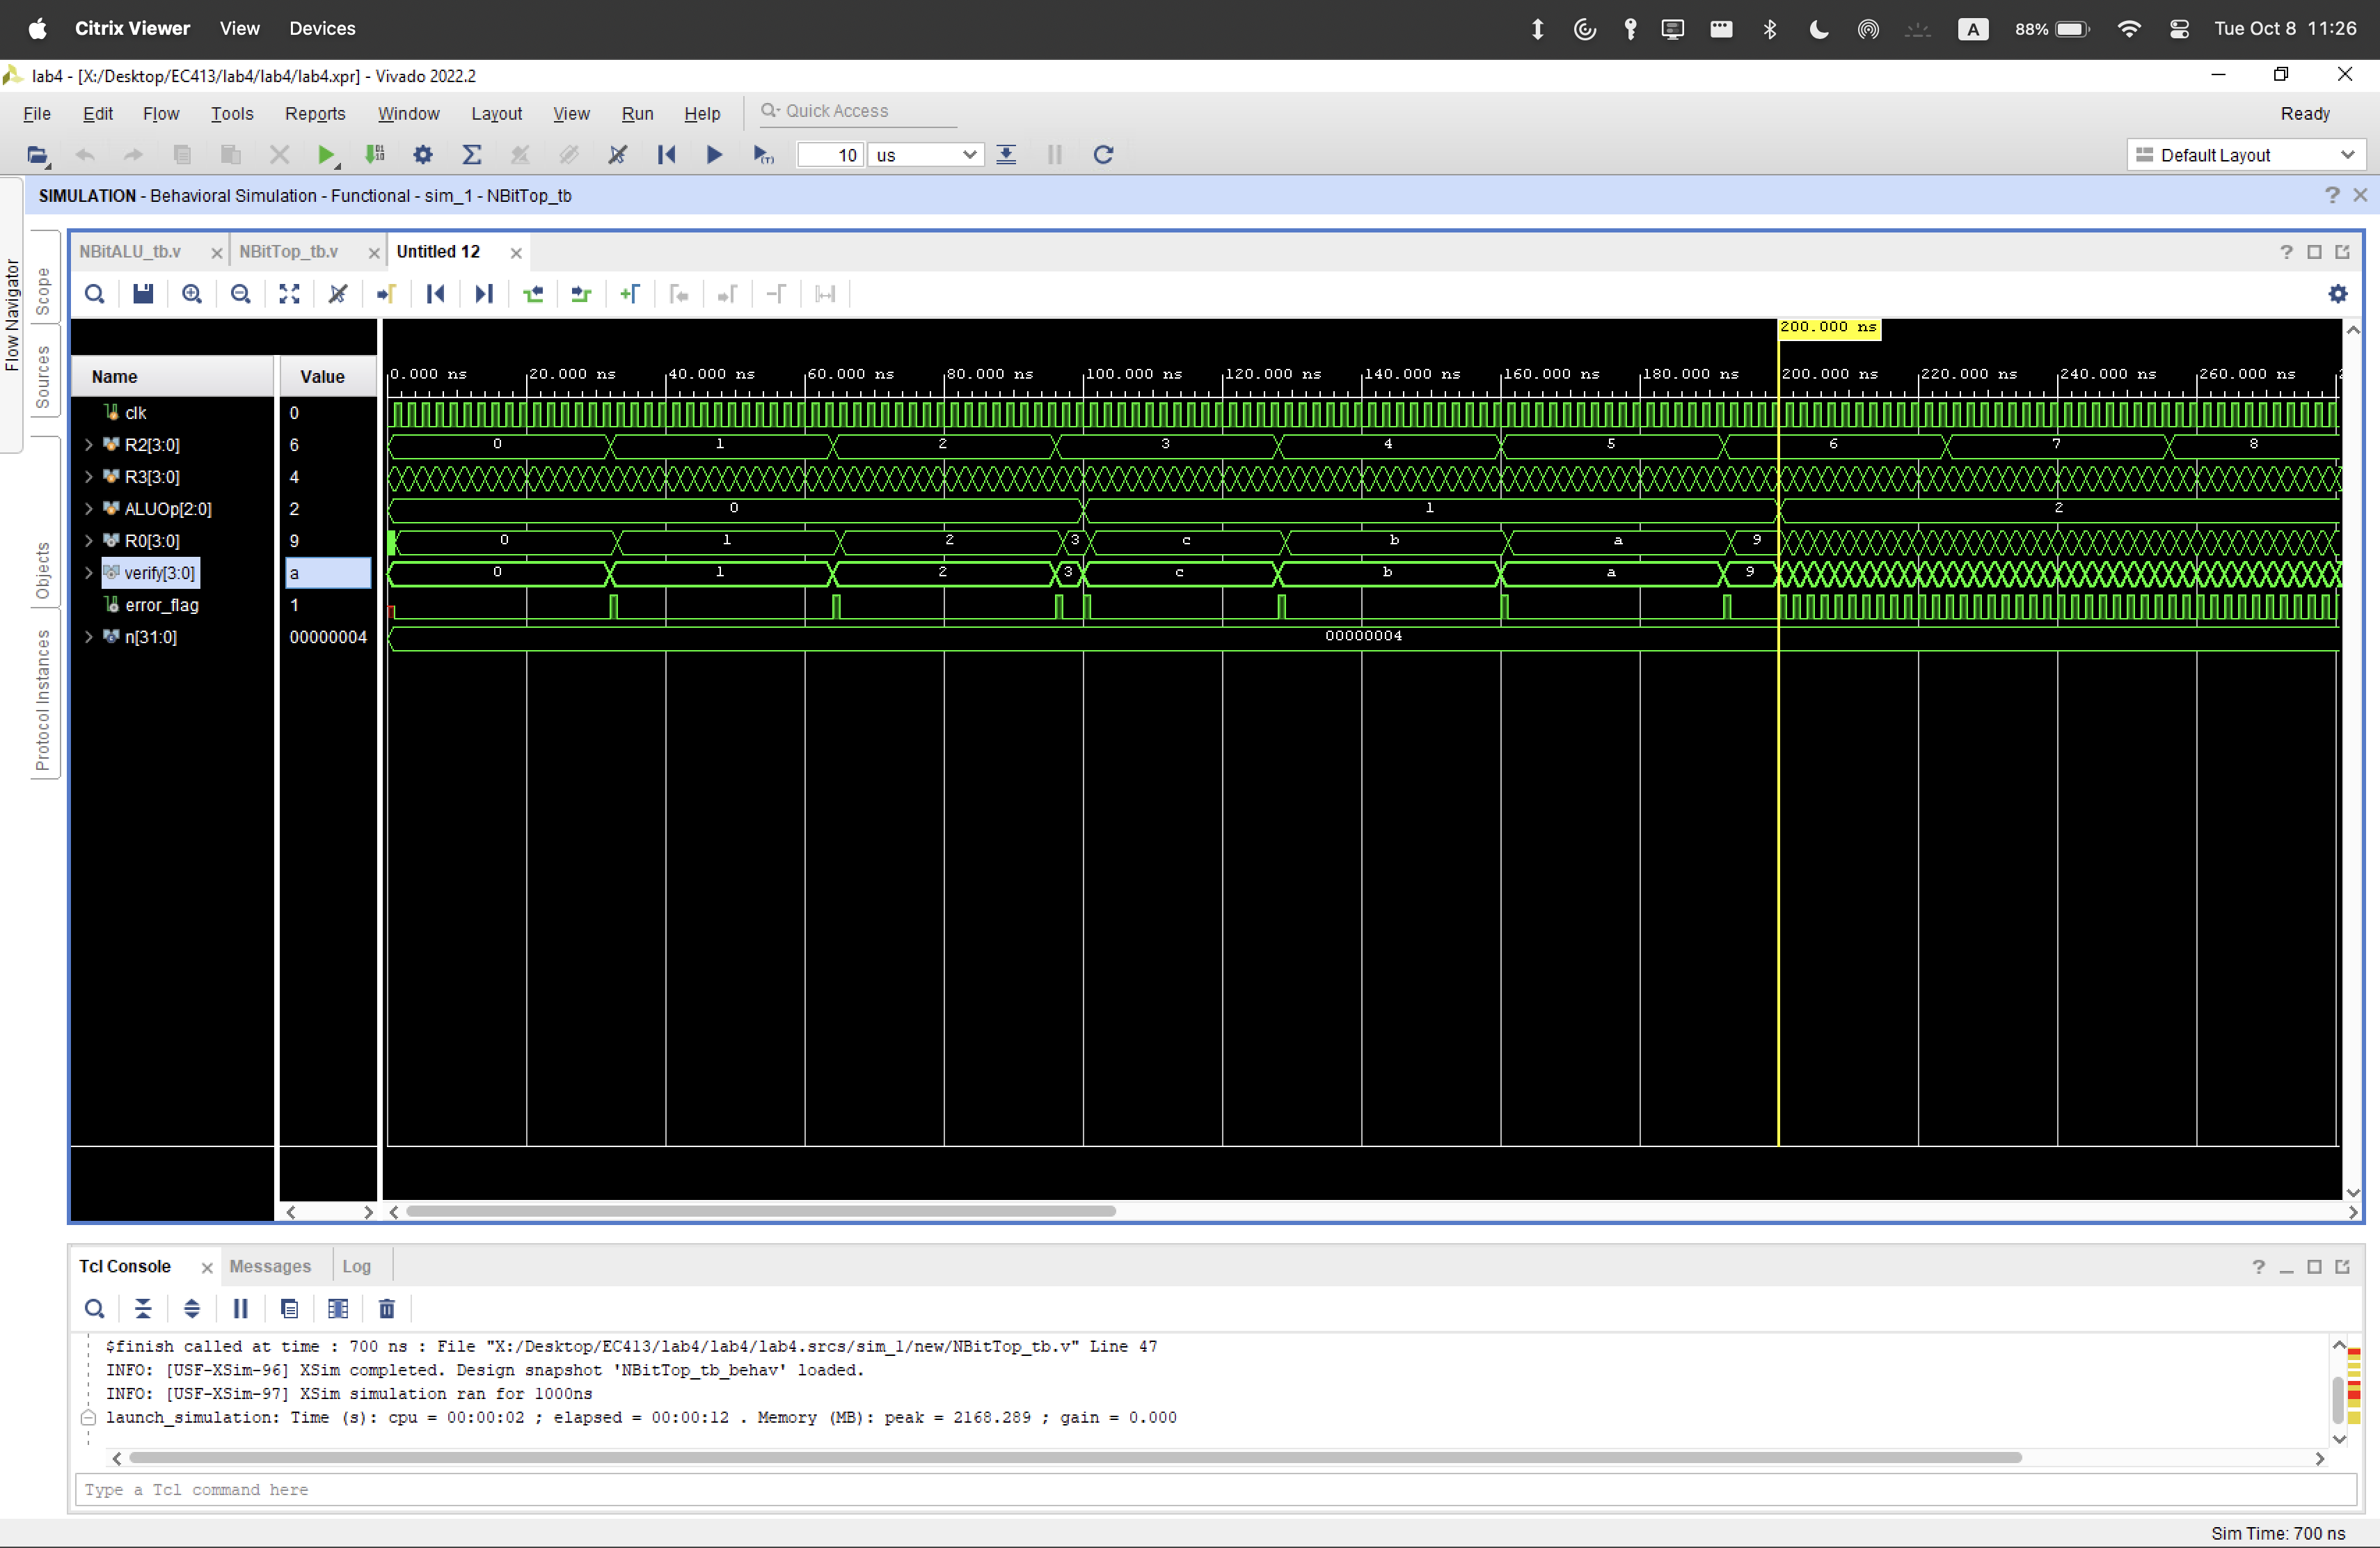 Citrix Viewer View Devices A 88% Tue Oct 8 11:26
lab4 - [X:/Desktop/EC413/lab4/lab4/lab4.xpr] - Vivado 2022.2
File Edit Flow Tools Reports Window Layout View Run Help Quick Access Ready
10 us Default Layout
SIMULATION - Behavioral Simulation - Functional - sim_1 - NBitTop_tb
Flow Navigator
Scope
Sources
Objects
Protocol Instances
NBitALU_tb.v NBitTop_tb.v Untitled 12
200.000 ns
Name Value 0.000 ns 20.000 ns 40.000 ns 60.000 ns 80.000 ns 100.000 ns 120.000 ns 140.000 ns 160.000 ns 180.000 ns 200.000 ns 220.000 ns 240.000 ns 260.000 ns
clk 0
R2[3:0] 6 0 1 2 3 4 5 6 7 8
R3[3:0] 4
ALUOp[2:0] 2 0 1 2
R0[3:0] 9 0 1 2 3 c b a 9
verify[3:0] a 0 1 2 3 c b a 9
error_flag 1
n[31:0] 00000004 00000004
Tcl Console Messages Log
$finish called at time : 700 ns : File "X:/Desktop/EC413/lab4/lab4/lab4.srcs/sim_1/new/NBitTop_tb.v" Line 47
INFO: [USF-XSim-96] XSim completed. Design snapshot 'NBitTop_tb_behav' loaded.
INFO: [USF-XSim-97] XSim simulation ran for 1000ns
launch_simulation: Time (s): cpu = 00:00:02 ; elapsed = 00:00:12 . Memory (MB): peak = 2168.289 ; gain = 0.000
Type a Tcl command here
Sim Time: 700 ns